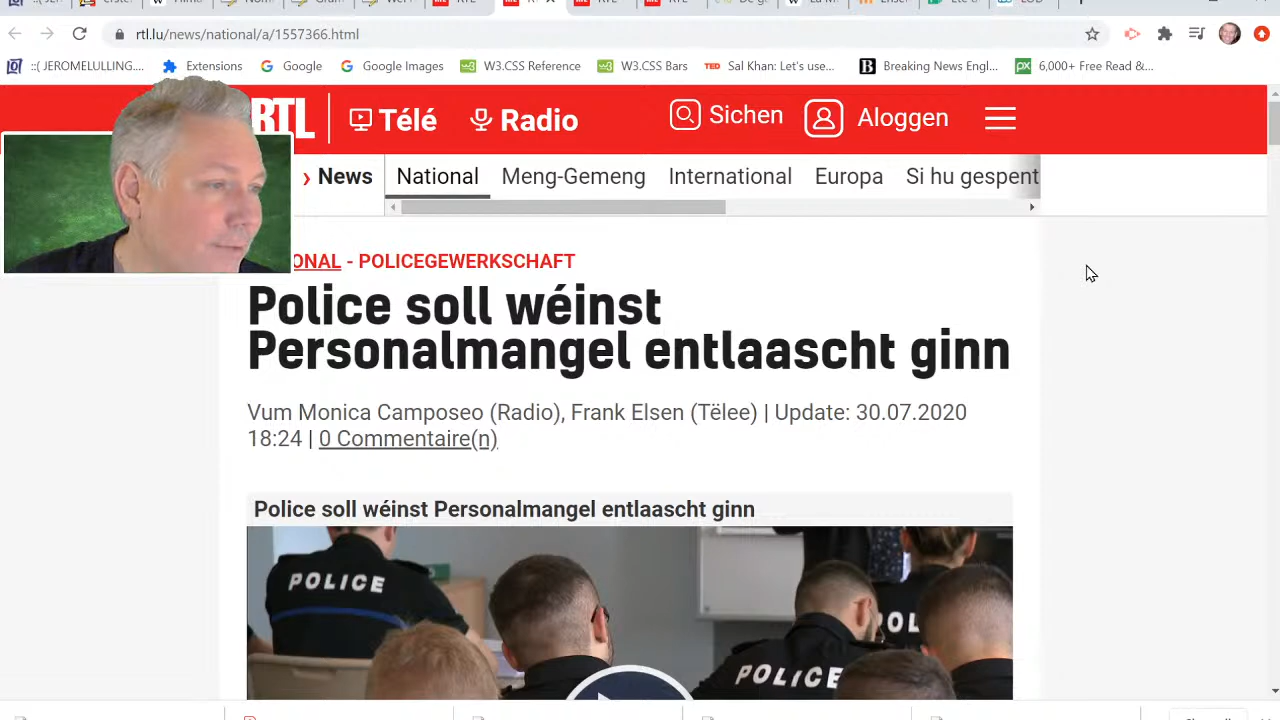 rtl.lu/news/national/a/1557366.html
::( JEROMELULLING.... Extensions Google Google Images W3.CSS Reference W3.CSS Bars TED Sal Khan: Let's use... B Breaking News Engl... px 6,000+ Free Read &...
RTL Télé Radio Sichen Aloggen
› News National Meng-Gemeng International Europa Si hu gespent
ONAL - POLICEGEWERKSCHAFT
Police soll wéinst
Personalmangel entlaascht ginn
Vum Monica Camposeo (Radio), Frank Elsen (Tëlee) | Update: 30.07.2020
18:24 | 0 Commentaire(n)
Police soll wéinst Personalmangel entlaascht ginn
POLICE
POL
POLICE